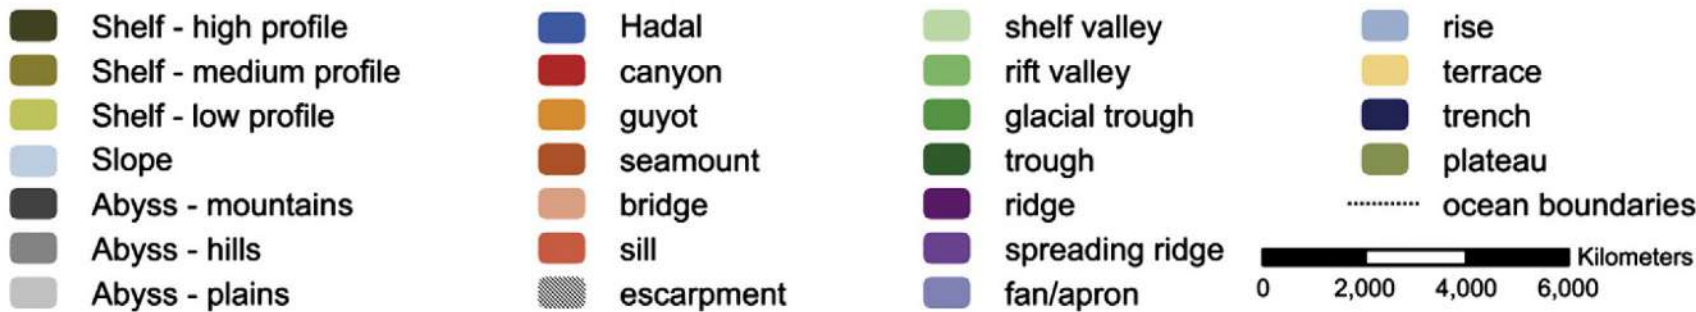 Shelf - high profile
Shelf - medium profile
Shelf - low profile
Slope
Abyss - mountains
Abyss - hills
Abyss - plains
Hadal
canyon
guyot
seamount
bridge
sill
escarpment
shelf valley
rift valley
glacial trough
trough
ridge
spreading ridge
fan/apron
rise
terrace
trench
plateau
ocean boundaries
Kilometers
0 2,000 4,000 6,000